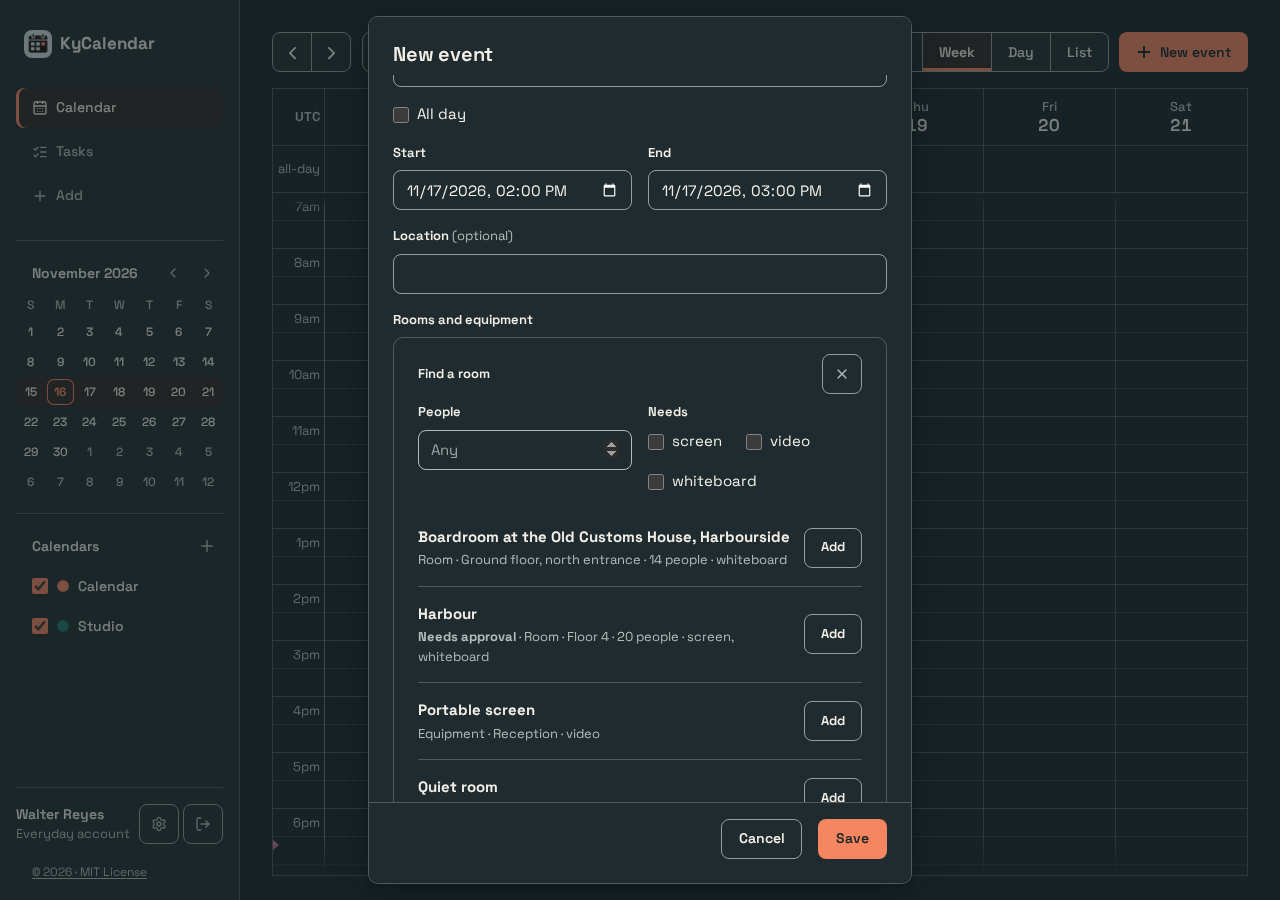 KyCalendar
Calendar
Tasks
Add
November 2026
S M T W T F S
1 2 3 4 5 6 7
8 9 10 11 12 13 14
15 16 17 18 19 20 21
22 23 24 25 26 27 28
29 30 1 2 3 4 5
6 7 8 9 10 11 12
Calendars
Calendar
Studio
Walter Reyes
Everyday account
© 2026 · MIT License
Week Day List
New event
UTC
19
Fri
20
Sat
21
all-day
7am
8am
9am
10am
11am
12pm
1pm
2pm
3pm
4pm
5pm
6pm
New event
All day
Start End
11/17/2026, 02:00 PM 11/17/2026, 03:00 PM
Location (optional)
Rooms and equipment
Find a room
People Needs
Any
screen video
whiteboard
Boardroom at the Old Customs House, Harbourside
Room · Ground floor, north entrance · 14 people · whiteboard
Add
Harbour
Needs approval · Room · Floor 4 · 20 people · screen,
whiteboard
Add
Portable screen
Equipment · Reception · video
Add
Quiet room
Add
Cancel Save